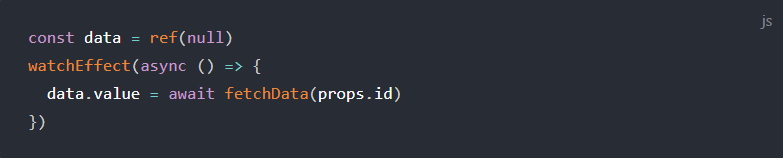 js
const data = ref(null)
watchEffect(async () => {
  data.value = await fetchData(props.id)
})